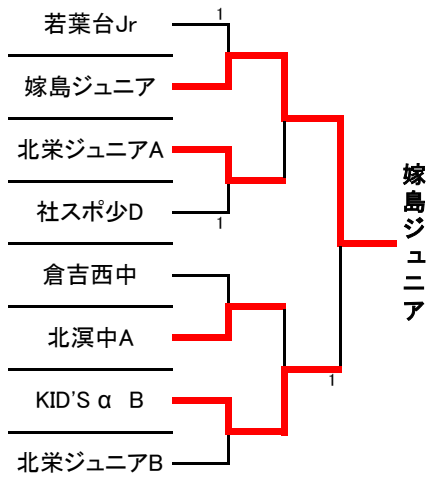 若葉台Jr
1
嫁島ジュニア
北栄ジュニアA
社スポ少D
1
倉吉西中
北溟中A
KID'S α B
1
北栄ジュニアB
嫁島ジュニア